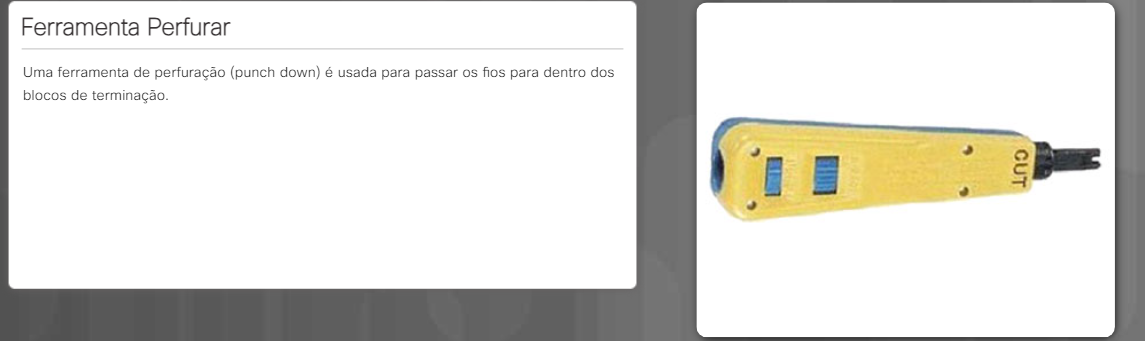 Ferramenta Perfurar
Uma ferramenta de perfuração (punch down) é usada para passar os fios para dentro dos
blocos de terminação.
CUT